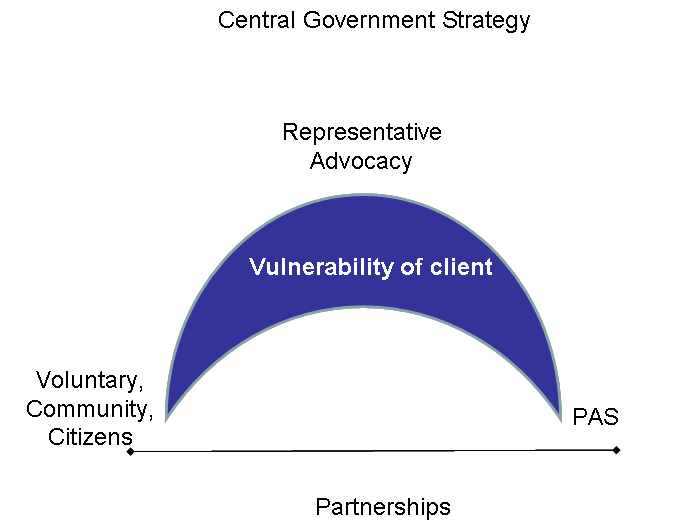 Central Government Strategy
Representative
Advocacy
Vulnerability of client
Voluntary,
Community,
Citizens
PAS
Partnerships